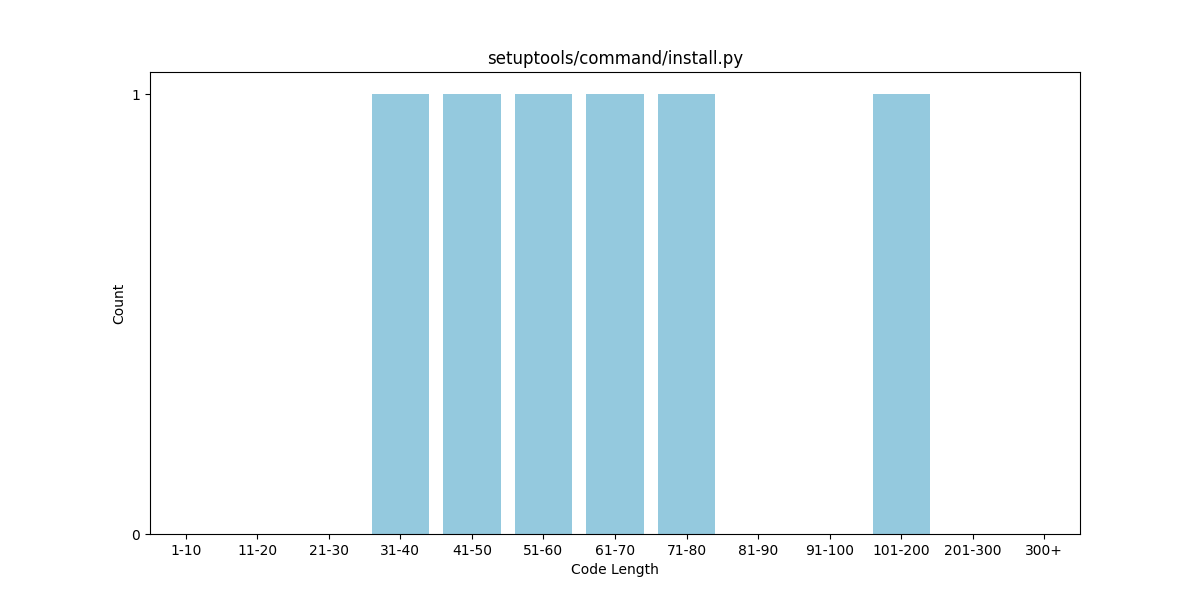 setuptools/command/install.py
1
Count
0
1-10 11-20 21-30 31-40 41-50 51-60 61-70 71-80 81-90 91-100 101-200 201-300 300+
Code Length